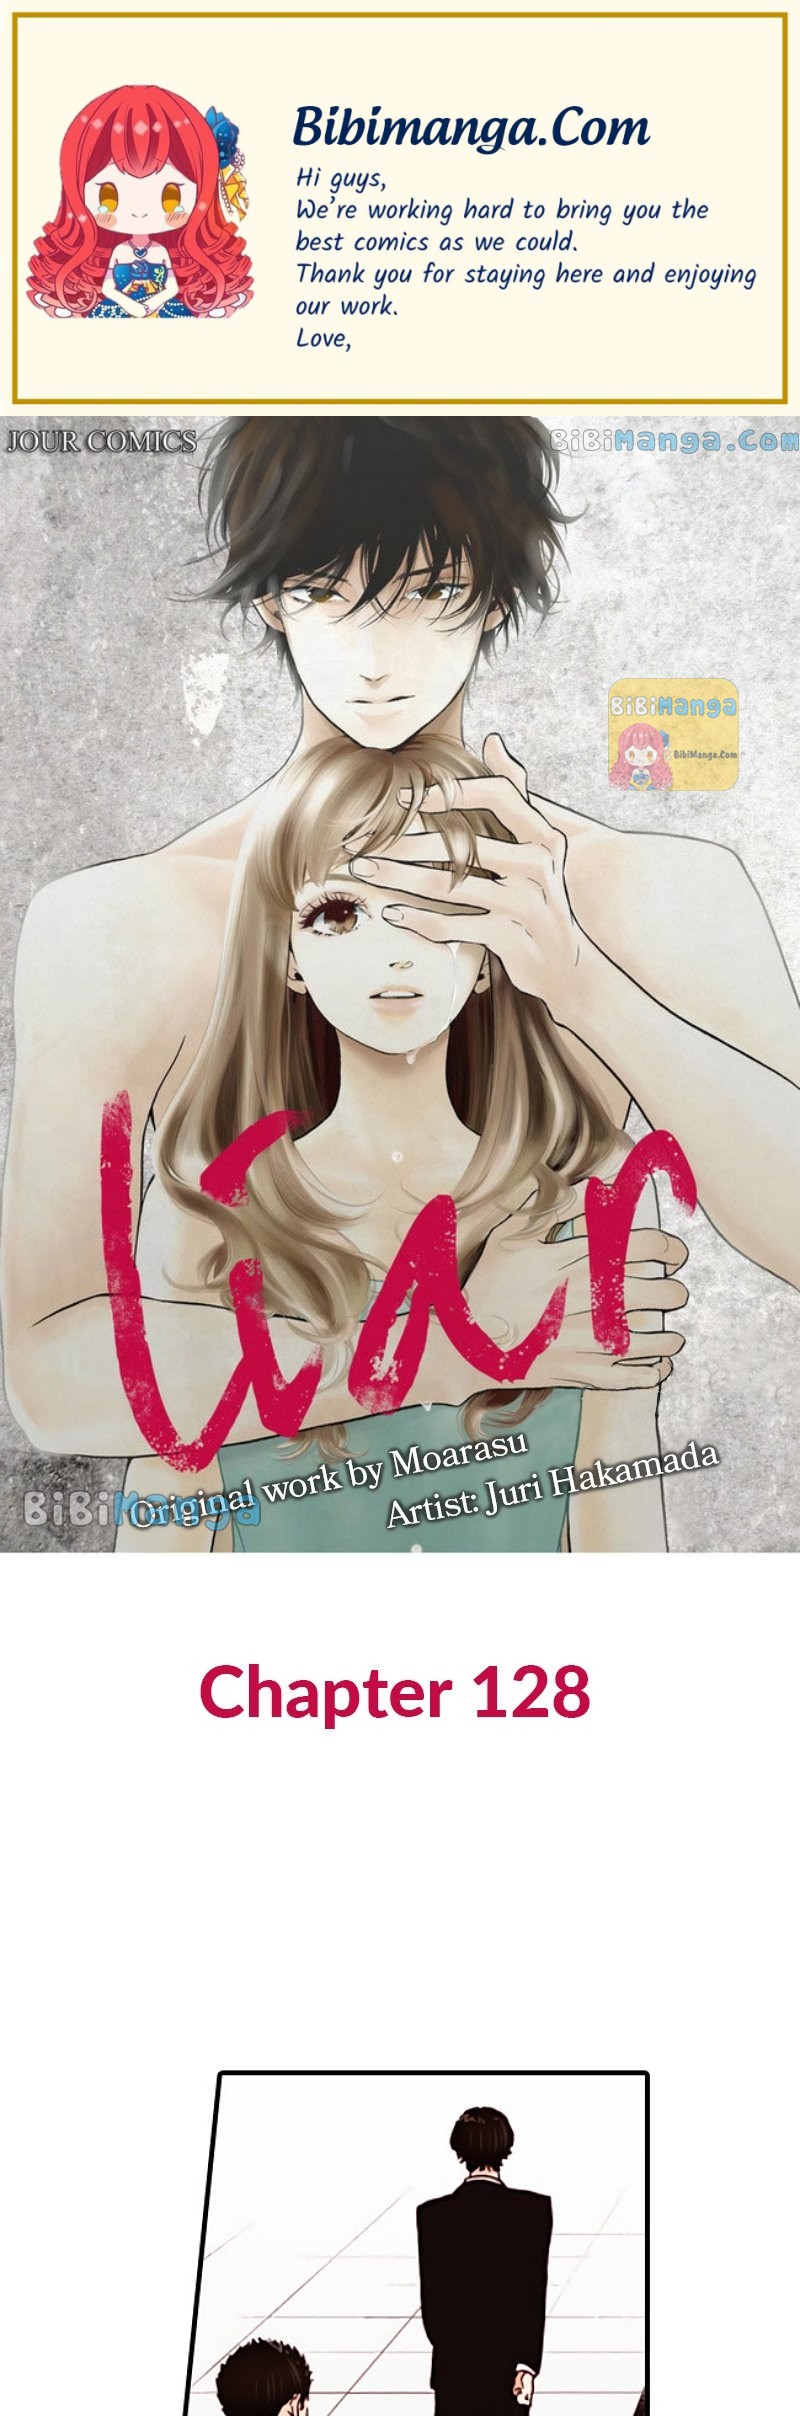 Bibimanga.Com
Hi guys,
We're working hard to bring you the
best comics as we could.
Thank you for staying here and enjoying
our work.
Love,
JOUR COMICS
BiBiManga.Com
BiBiManga
BibiManga.Com
liar
Original work by Moarasu
Artist: Juri Hakamada
BiBiManga
Chapter 128